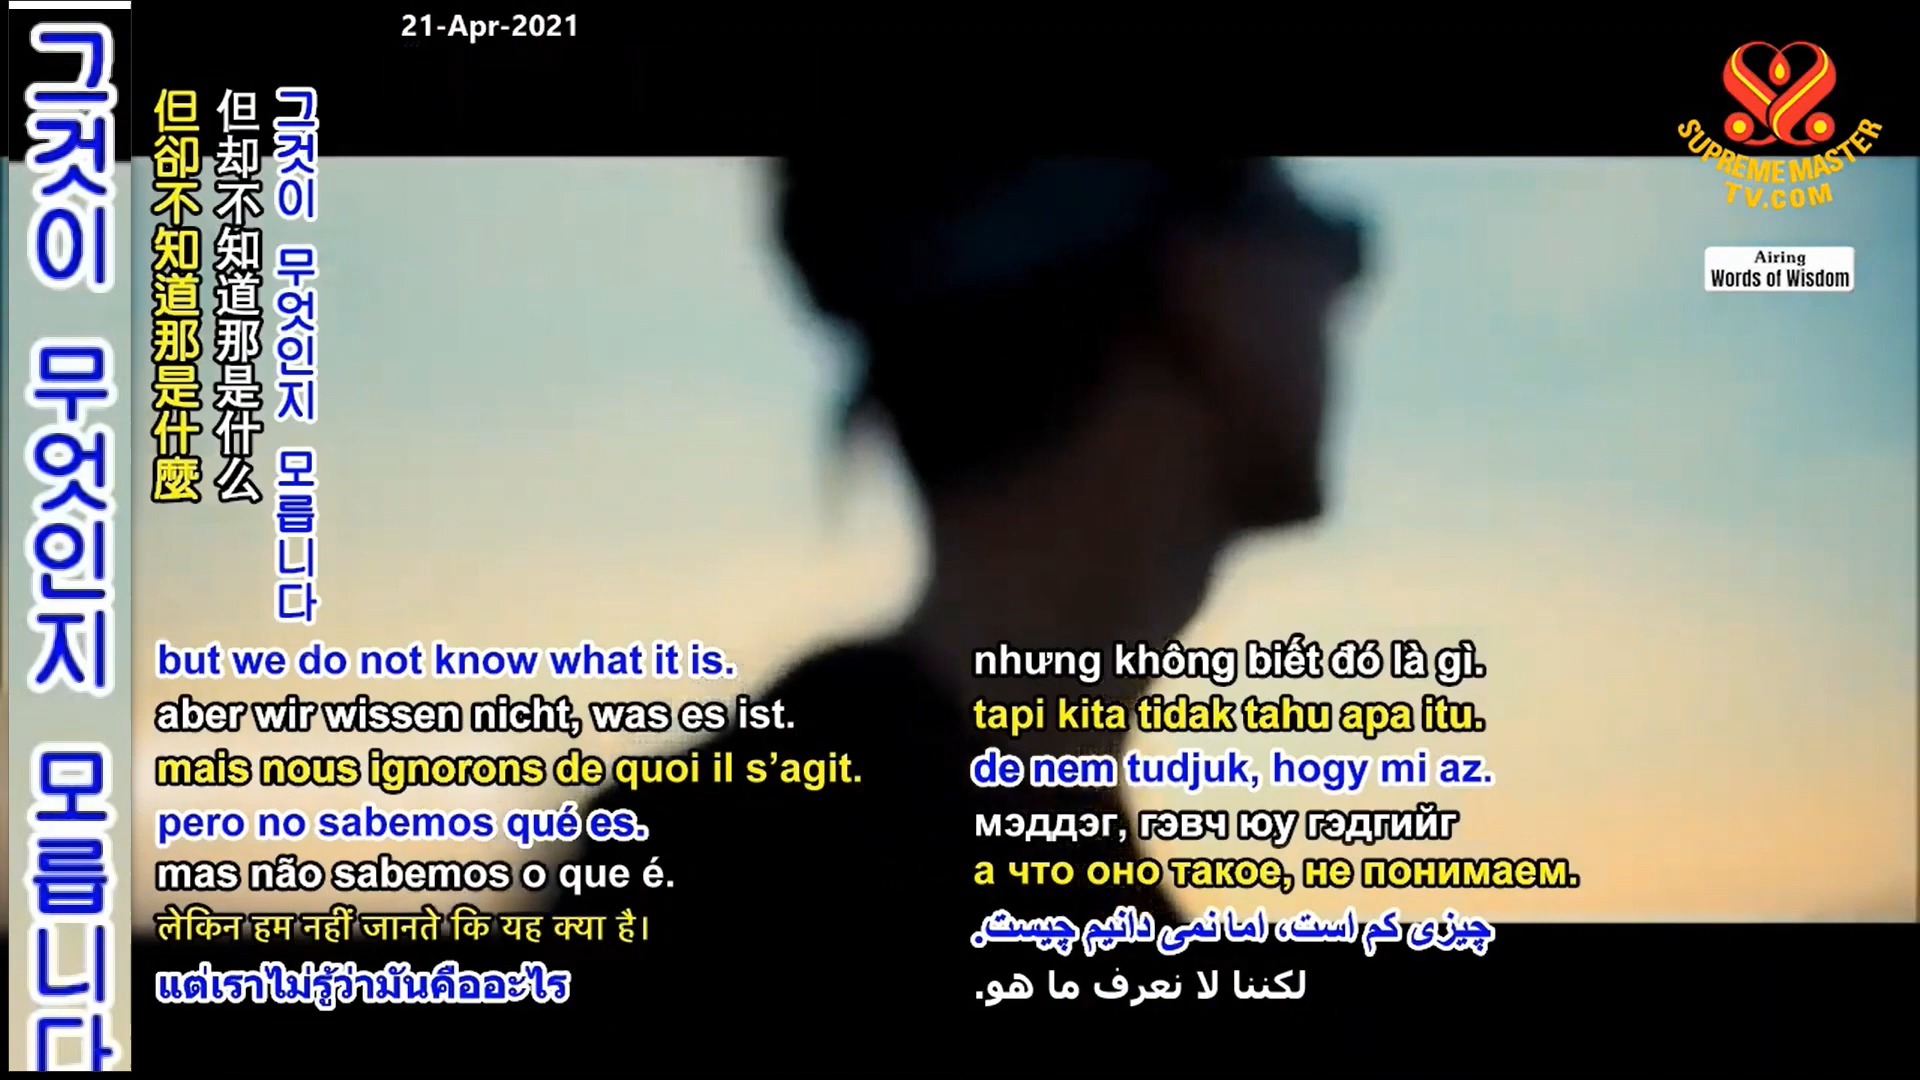 21-Apr-2021
SUPREME MASTER
TV.COM
Airing
Words of Wisdom
그것이 무엇인지 모릅니다
但卻不知道那是什麼
但却不知道那是什么
그것이 무엇인지 모릅니다
but we do not know what it is.
aber wir wissen nicht, was es ist.
mais nous ignorons de quoi il s’agit.
pero no sabemos qué es.
mas não sabemos o que é.
लेकिन हम नहीं जानते कि यह क्या है।
แต่เราไม่รู้ว่ามันคืออะไร
nhưng không biết đó là gì.
tapi kita tidak tahu apa itu.
de nem tudjuk, hogy mi az.
мэддэг, гэвч юу гэдгийг
а что оно такое, не понимаем.
چیزی کم است، اما نمی دانیم چیست.
لكننا لا نعرف ما هو.